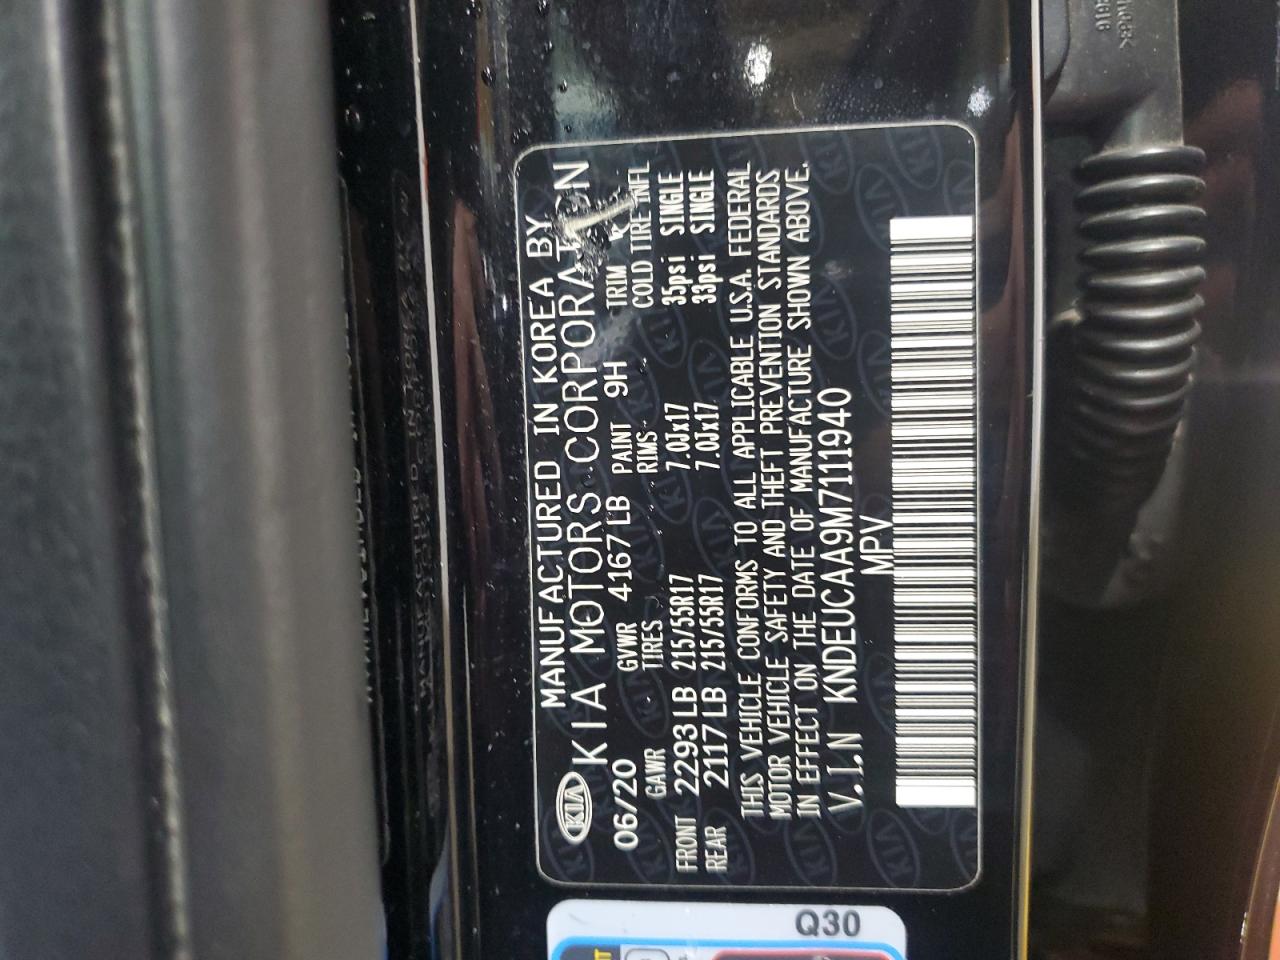 KIA
MANUFACTURED IN KOREA BY
KIA MOTORS CORPORATION
06/20 GVWR 4167 LB PAINT 9H TRIM K
GAWR TIRES RIMS COLD TIRE INFL
FRONT 2293 LB 215/55R17 7.0Jx17 35psi SINGLE
REAR 2117 LB 215/55R17 7.0Jx17 33psi SINGLE
THIS VEHICLE CONFORMS TO ALL APPLICABLE U.S.A. FEDERAL
MOTOR VEHICLE SAFETY AND THEFT PREVENTION STANDARDS
IN EFFECT ON THE DATE OF MANUFACTURE SHOWN ABOVE.
V.I.N KNDEUCAA9M7111940
MPV
Q30